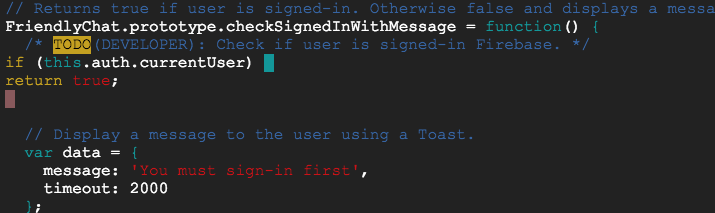 // Returns true if user is signed-in. Otherwise false and displays a messa
FriendlyChat.prototype.checkSignedInWithMessage = function() {
/* TODO(DEVELOPER): Check if user is signed-in Firebase. */
if (this.auth.currentUser) {
return true;
}
// Display a message to the user using a Toast.
var data = {
message: 'You must sign-in first',
timeout: 2000
};